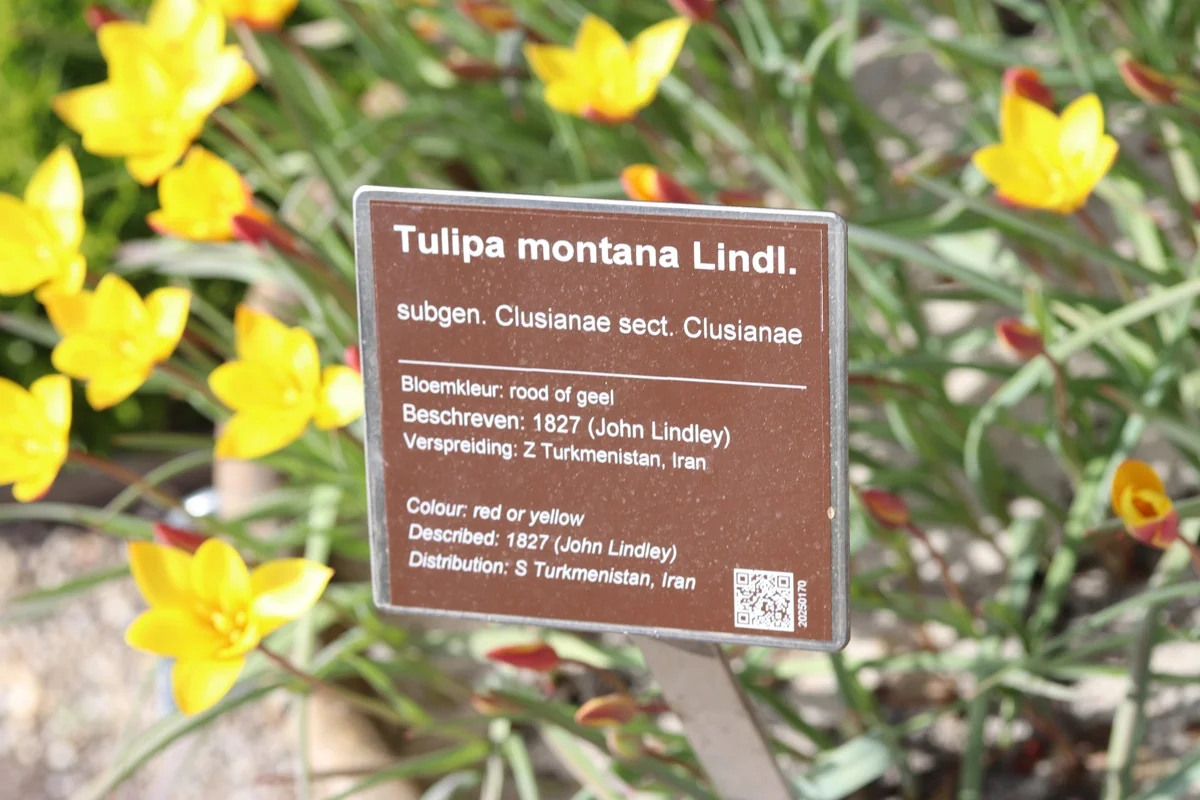 Tulipa montana Lindl.
subgen. Clusianae sect. Clusianae
Bloemkleur: rood of geel
Beschreven: 1827 (John Lindley)
Verspreiding: Z Turkmenistan, Iran
Colour: red or yellow
Described: 1827 (John Lindley)
Distribution: S Turkmenistan, Iran
20250170